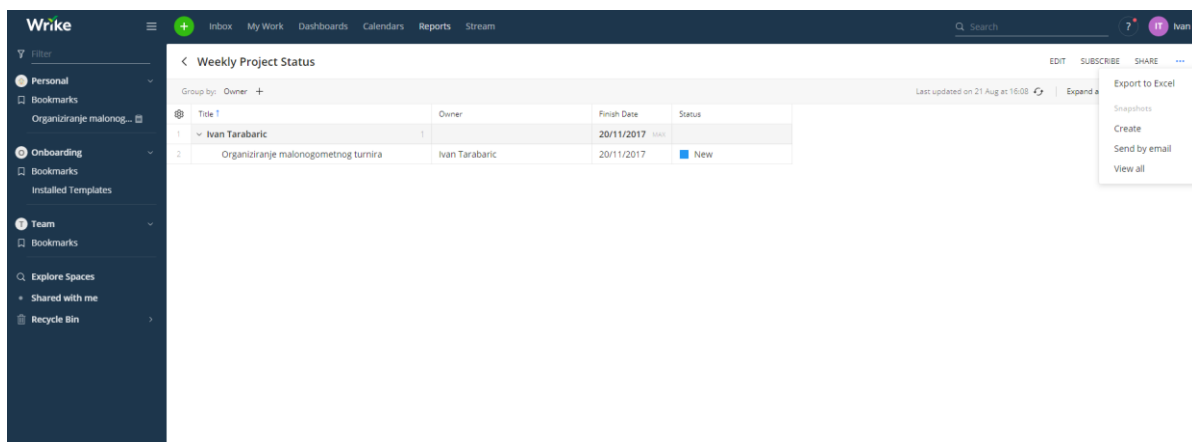 Wrike
Inbox My Work Dashboards Calendars Reports Stream
Search
? IT Ivan
Filter
Personal
Bookmarks
Organiziranje malonog...
Onboarding
Bookmarks
Installed Templates
Team
Bookmarks
Explore Spaces
Shared with me
Recycle Bin
Weekly Project Status
EDIT SUBSCRIBE SHARE ...
Group by: Owner +
Last updated on 21 Aug at 16:08
Expand a
Export to Excel
Snapshots
Create
Send by email
View all
Title Owner Finish Date Status
1 Ivan Tarabaric 1 20/11/2017 MAX
2 Organiziranje malonogometnog turnira Ivan Tarabaric 20/11/2017 New